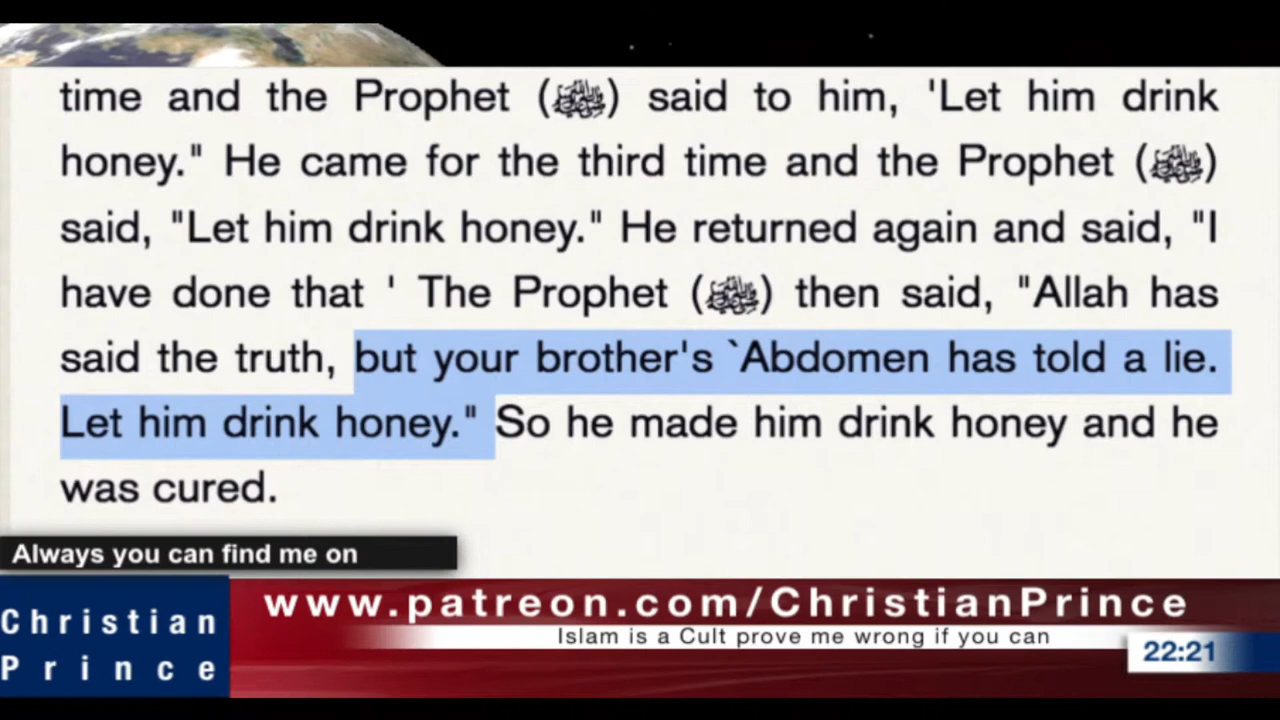 time and the Prophet (ﷺ) said to him, 'Let him drink
honey." He came for the third time and the Prophet (ﷺ)
said, "Let him drink honey." He returned again and said, "I
have done that ' The Prophet (ﷺ) then said, "Allah has
said the truth, but your brother's `Abdomen has told a lie.
Let him drink honey." So he made him drink honey and he
was cured.
Always you can find me on
Christian
Prince
www.patreon.com/ChristianPrince
Islam is a Cult prove me wrong if you can
22:21